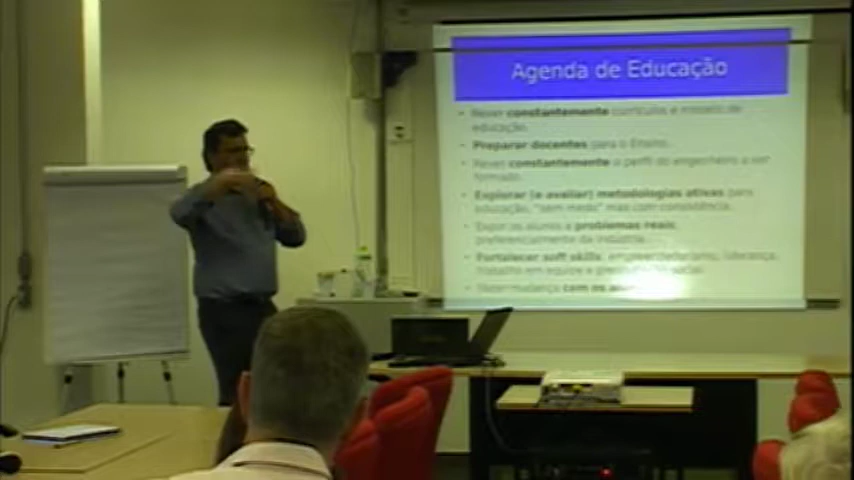 Agenda de Educação
• Rever constantemente currículos e modelo de
educação.
• Preparar docentes para o Ensino.
• Rever constantemente o perfil do engenheiro a ser
formado.
• Explorar (e avaliar) metodologias ativas para
educação, "sem medo" mas com consistência.
• Expor os alunos a problemas reais,
preferencialmente da indústria.
• Fortalecer soft skills: empreendedorismo, liderança,
trabalho em equipe e
• mudança com os